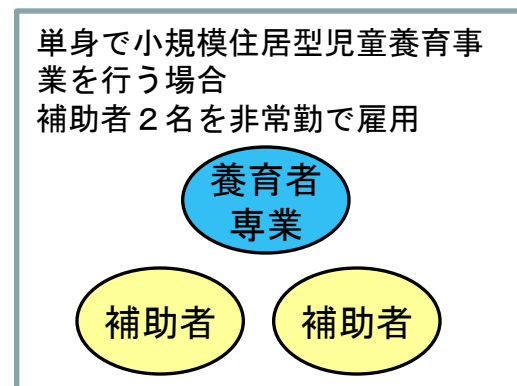 単身で小規模住居型児童養育事
業を行う場合
補助者２名を非常勤で雇用
養育者
専業
補助者 補助者